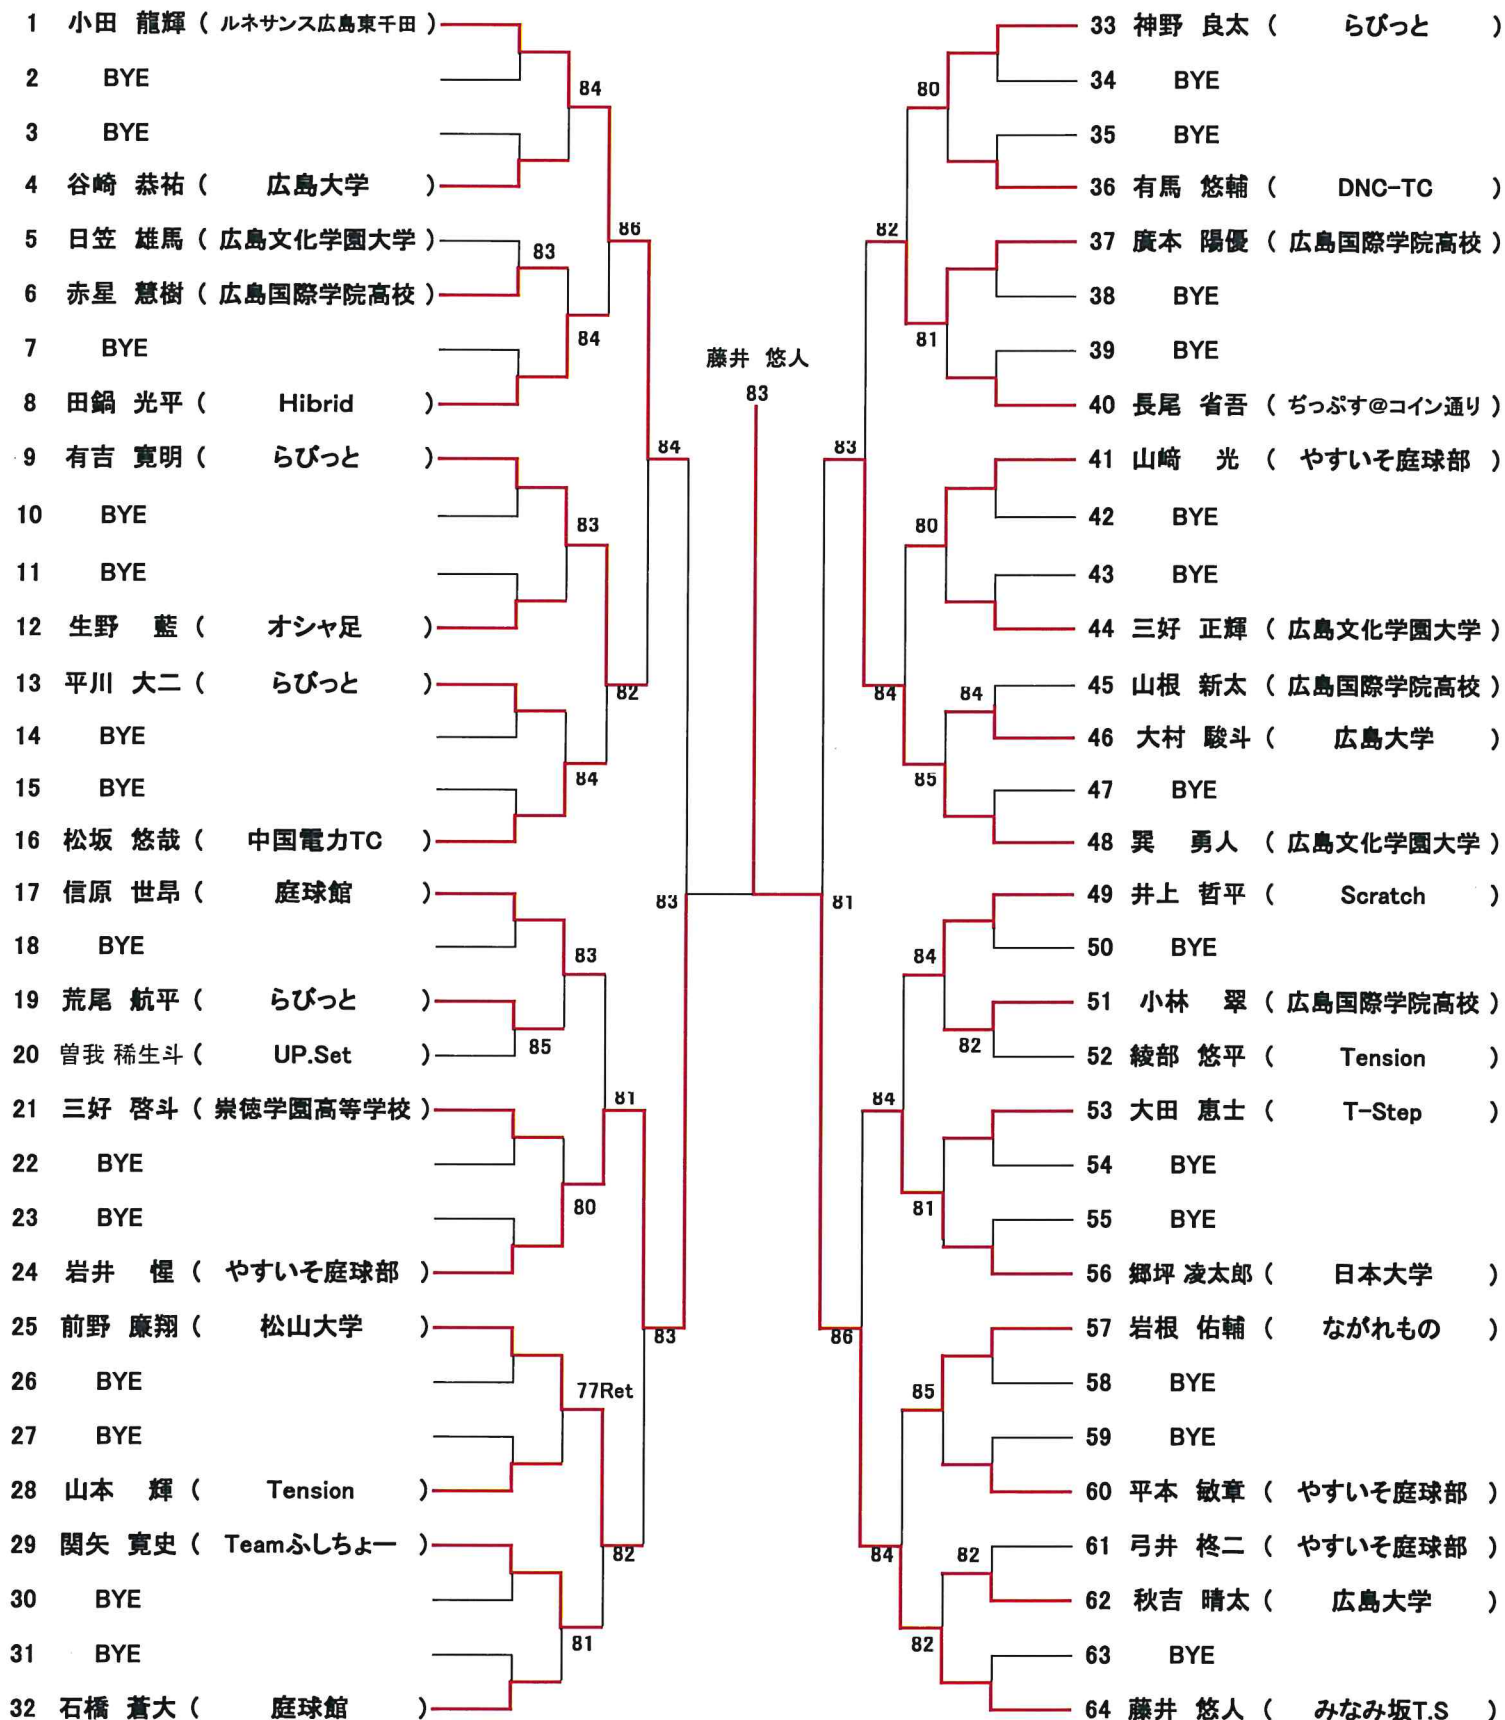 1 小田 龍輝 ( ルネサンス広島東千田 )
2 BYE
84
3 BYE
4 谷崎 恭祐 ( 広島大学 )
86
5 日笠 雄馬 ( 広島文化学園大学 )
83
6 赤星 慧樹 ( 広島国際学院高校 )
84
7 BYE
8 田鍋 光平 ( Hibrid )
84
9 有吉 寛明 ( らびっと )
10 BYE
83
11 BYE
12 生野 藍 ( オシャ足 )
13 平川 大二 ( らびっと )
82
14 BYE
84
15 BYE
16 松坂 悠哉 ( 中国電力TC )
17 信原 世昂 ( 庭球館 )
83
18 BYE
83
19 荒尾 航平 ( らびっと )
85
20 曽我 稀生斗 ( UP.Set )
81
21 三好 啓斗 ( 崇徳学園高等学校 )
22 BYE
80
23 BYE
24 岩井 惺 ( やすいそ庭球部 )
25 前野 廉翔 ( 松山大学 )
83
26 BYE
77Ret
27 BYE
28 山本 輝 ( Tension )
29 関矢 寛史 ( Teamふしちょー )
82
30 BYE
81
31 BYE
32 石橋 蒼大 ( 庭球館 )
藤井 悠人
83
33 神野 良太 ( らびっと )
34 BYE
80
35 BYE
36 有馬 悠輔 ( DNC-TC )
82
37 廣本 陽優 ( 広島国際学院高校 )
38 BYE
81
39 BYE
40 長尾 省吾 ( ぢっぷす@コイン通り )
83
41 山﨑 光 ( やすいそ庭球部 )
42 BYE
80
43 BYE
44 三好 正輝 ( 広島文化学園大学 )
84
84
45 山根 新太 ( 広島国際学院高校 )
46 大村 駿斗 ( 広島大学 )
85
47 BYE
48 巽 勇人 ( 広島文化学園大学 )
81
49 井上 哲平 ( Scratch )
50 BYE
84
51 小林 翠 ( 広島国際学院高校 )
82
52 綾部 悠平 ( Tension )
84
53 大田 恵士 ( T-Step )
54 BYE
81
55 BYE
56 郷坪 凌太郎 ( 日本大学 )
86
57 岩根 佑輔 ( ながれもの )
58 BYE
85
59 BYE
60 平本 敏章 ( やすいそ庭球部 )
84
82
61 弓井 柊二 ( やすいそ庭球部 )
62 秋吉 晴太 ( 広島大学 )
82
63 BYE
64 藤井 悠人 ( みなみ坂T.S )